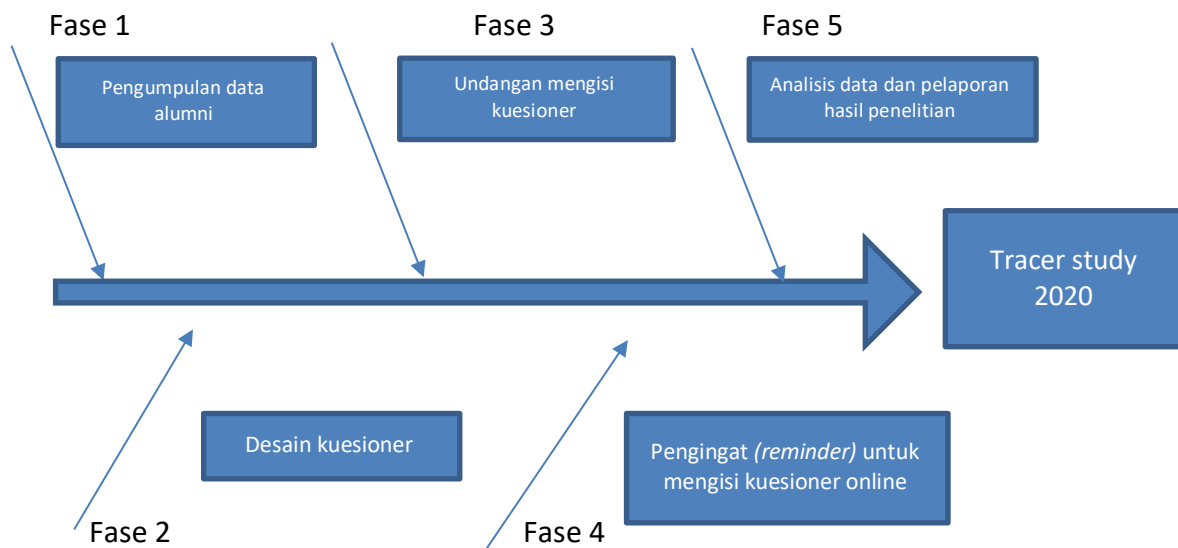 Fase 1
Fase 3
Fase 5
Pengumpulan data
alumni
Undangan mengisi
kuesioner
Analisis data dan pelaporan
hasil penelitian
Tracer study
2020
Desain kuesioner
Pengingat (reminder) untuk
mengisi kuesioner online
Fase 2
Fase 4